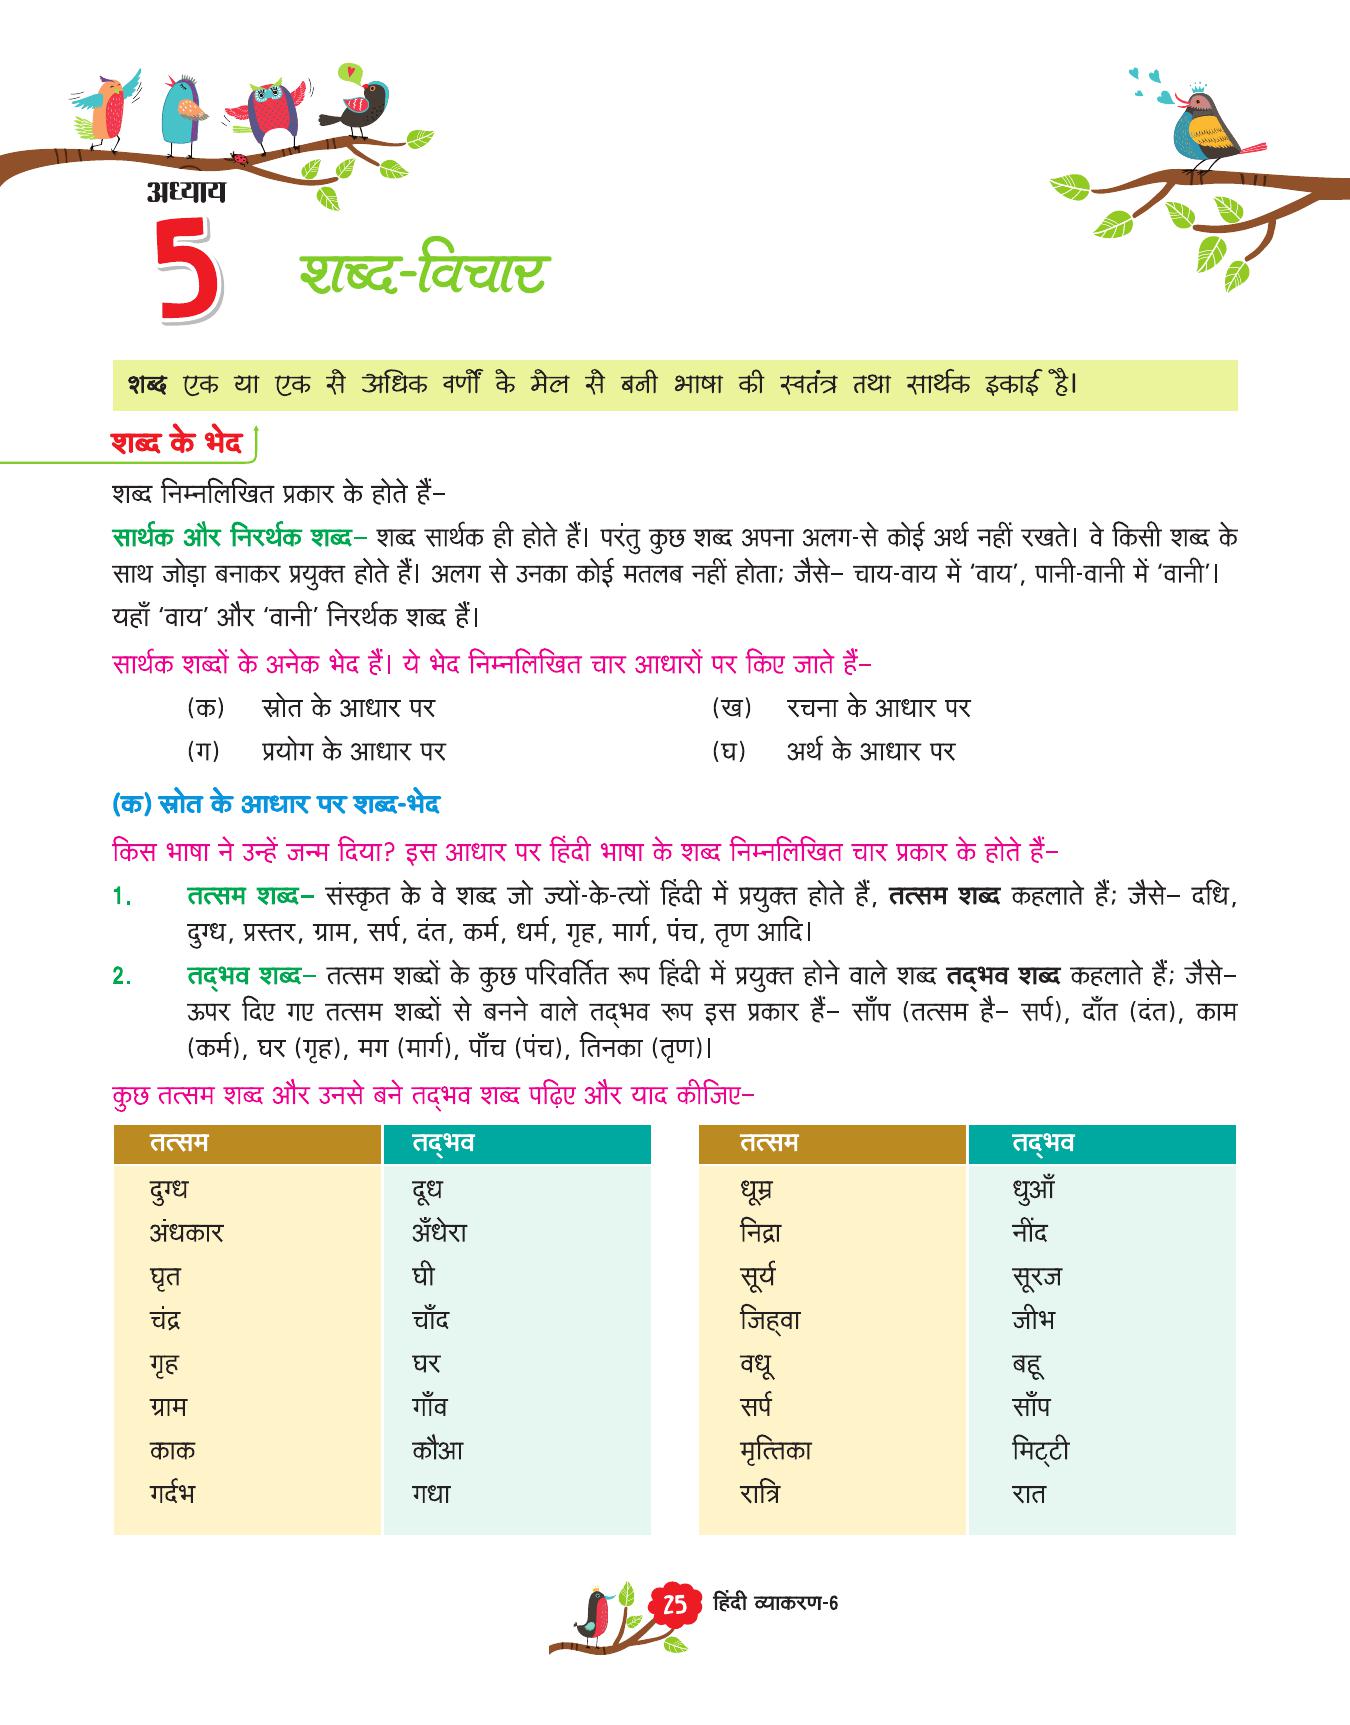 अध्याय
5
शब्द-विचार
शब्द एक या एक से अधिक वर्णों के मेल से बनी भाषा की स्वतंत्र तथा सार्थक इकाई है।
शब्द के भेद
शब्द निम्नलिखित प्रकार के होते हैं–
सार्थक और निरर्थक शब्द– शब्द सार्थक ही होते हैं। परंतु कुछ शब्द अपना अलग-से कोई अर्थ नहीं रखते। वे किसी शब्द के
साथ जोड़ा बनाकर प्रयुक्त होते हैं। अलग से उनका कोई मतलब नहीं होता; जैसे– चाय-वाय में ‘वाय’, पानी-वानी में ‘वानी’।
यहाँ ‘वाय’ और ‘वानी’ निरर्थक शब्द हैं।
सार्थक शब्दों के अनेक भेद हैं। ये भेद निम्नलिखित चार आधारों पर किए जाते हैं–
(क) स्रोत के आधार पर (ख) रचना के आधार पर
(ग) प्रयोग के आधार पर (घ) अर्थ के आधार पर
(क) स्रोत के आधार पर शब्द-भेद
किस भाषा ने उन्हें जन्म दिया? इस आधार पर हिंदी भाषा के शब्द निम्नलिखित चार प्रकार के होते हैं–
1. तत्सम शब्द– संस्कृत के वे शब्द जो ज्यों-के-त्यों हिंदी में प्रयुक्त होते हैं, तत्सम शब्द कहलाते हैं; जैसे– दधि,
दुग्ध, प्रस्तर, ग्राम, सर्प, दंत, कर्म, धर्म, गृह, मार्ग, पंच, तृण आदि।
2. तद्‌भव शब्द– तत्सम शब्दों के कुछ परिवर्तित रूप हिंदी में प्रयुक्त होने वाले शब्द तद्‌भव शब्द कहलाते हैं; जैसे–
ऊपर दिए गए तत्सम शब्दों से बनने वाले तद्‌भव रूप इस प्रकार हैं– साँप (तत्सम है– सर्प), दाँत (दंत), काम
(कर्म), घर (गृह), मग (मार्ग), पाँच (पंच), तिनका (तृण)।
कुछ तत्सम शब्द और उनसे बने तद्‌भव शब्द पढ़िए और याद कीजिए–
तत्सम तद्‌भव तत्सम तद्‌भव
दुग्ध दूध धूम्र धुआँ
अंधकार अँधेरा निद्रा नींद
घृत घी सूर्य सूरज
चंद्र चाँद जिह्‌वा जीभ
गृह घर वधू बहू
ग्राम गाँव सर्प साँप
काक कौआ मृत्तिका मिट्‌टी
गर्दभ गधा रात्रि रात
25 हिंदी व्याकरण-6